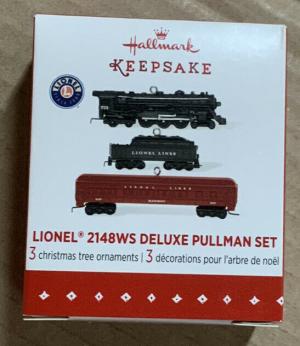 Hallmark
KEEPSAKE
LIONEL
LIONEL LINES
LIONEL LINES
LIONEL® 2148WS DELUXE PULLMAN SET
3 christmas tree ornaments | 3 décorations pour l'arbre de noël